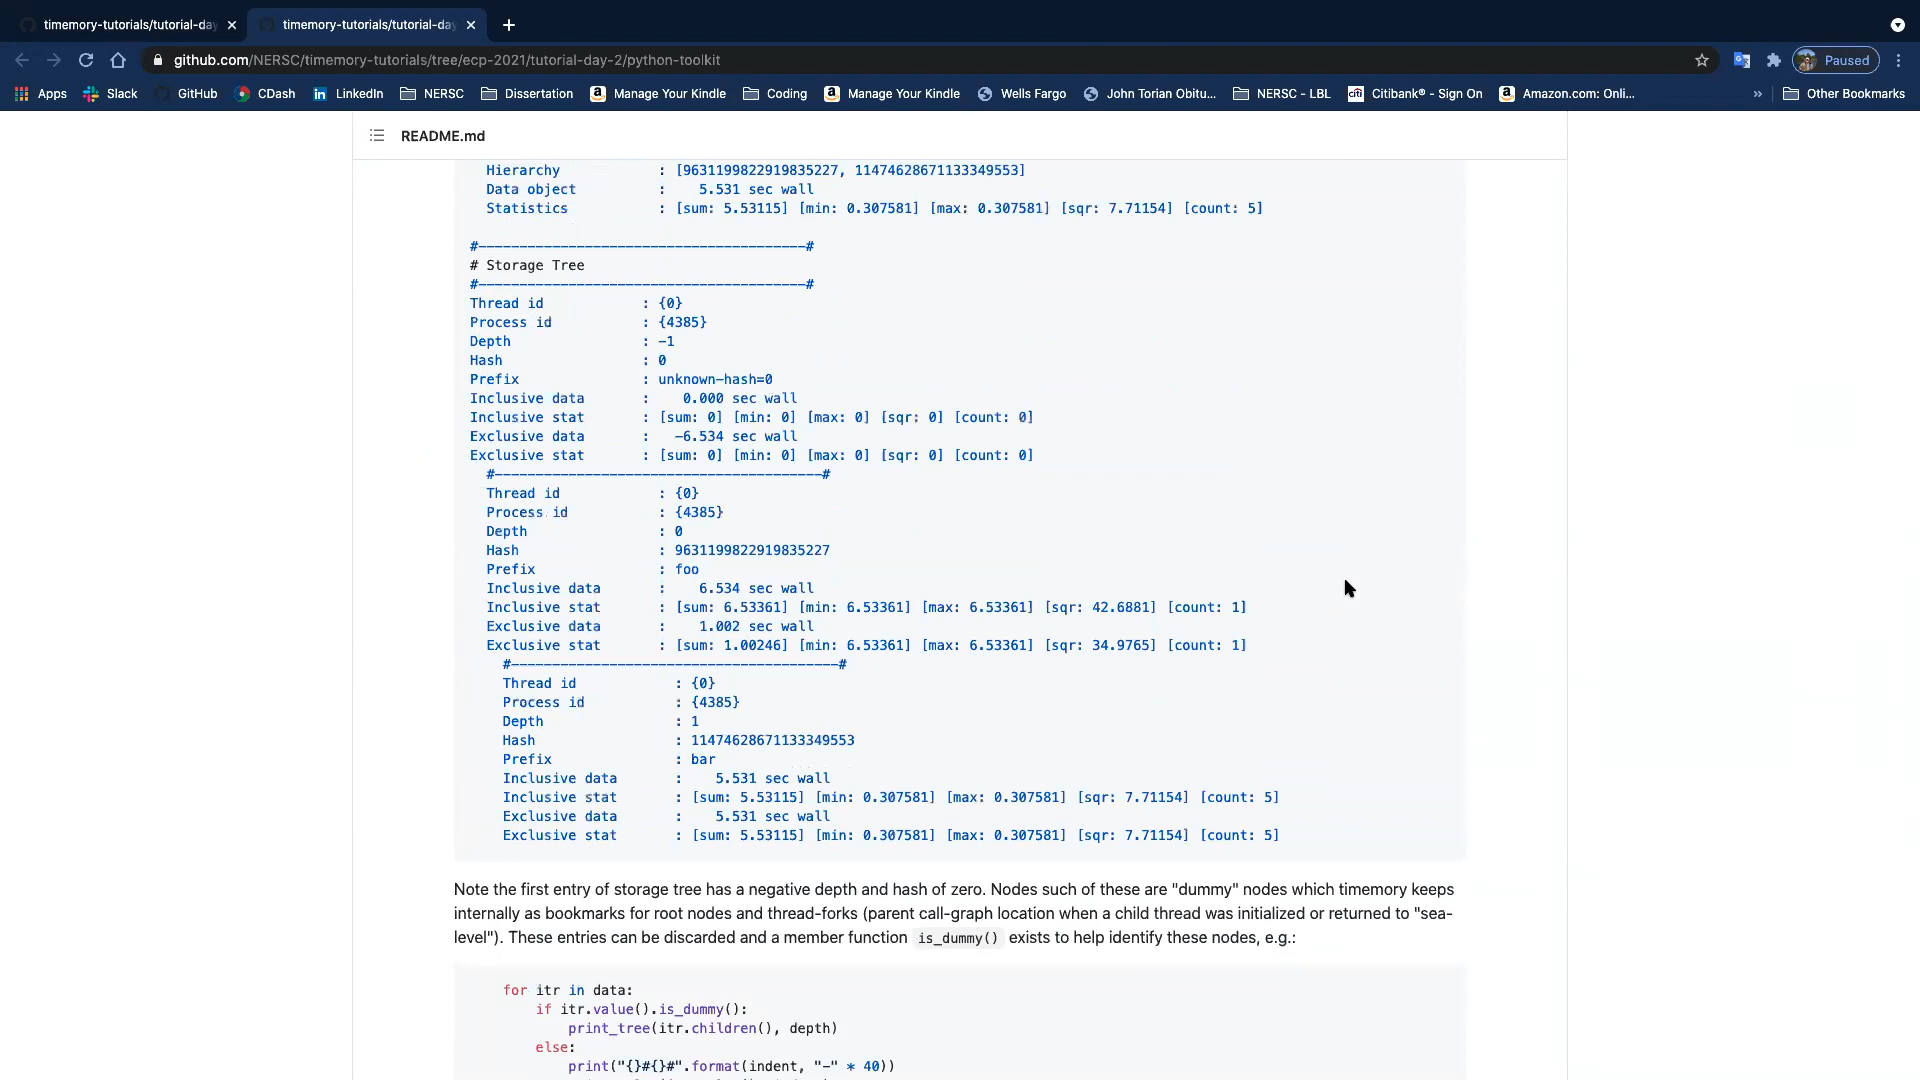 timemory-tutorials/tutorial-day
timemory-tutorials/tutorial-day
github.com/NERSC/timemory-tutorials/tree/ecp-2021/tutorial-day-2/python-toolkit
Paused
Apps Slack GitHub CDash LinkedIn NERSC Dissertation Manage Your Kindle Coding Manage Your Kindle Wells Fargo John Torian Obitu... NERSC - LBL Citibank® - Sign On Amazon.com: Onli... » Other Bookmarks
README.md
Hierarchy : [9631199822919835227, 11474628671133349553]
Data object : 5.531 sec wall
Statistics : [sum: 5.53115] [min: 0.307581] [max: 0.307581] [sqr: 7.71154] [count: 5]
#----------------------------------------#
# Storage Tree
#----------------------------------------#
Thread id : {0}
Process id : {4385}
Depth : -1
Hash : 0
Prefix : unknown-hash=0
Inclusive data : 0.000 sec wall
Inclusive stat : [sum: 0] [min: 0] [max: 0] [sqr: 0] [count: 0]
Exclusive data : -6.534 sec wall
Exclusive stat : [sum: 0] [min: 0] [max: 0] [sqr: 0] [count: 0]
#----------------------------------------#
Thread id : {0}
Process id : {4385}
Depth : 0
Hash : 9631199822919835227
Prefix : foo
Inclusive data : 6.534 sec wall
Inclusive stat : [sum: 6.53361] [min: 6.53361] [max: 6.53361] [sqr: 42.6881] [count: 1]
Exclusive data : 1.002 sec wall
Exclusive stat : [sum: 1.00246] [min: 6.53361] [max: 6.53361] [sqr: 34.9765] [count: 1]
#----------------------------------------#
Thread id : {0}
Process id : {4385}
Depth : 1
Hash : 11474628671133349553
Prefix : bar
Inclusive data : 5.531 sec wall
Inclusive stat : [sum: 5.53115] [min: 0.307581] [max: 0.307581] [sqr: 7.71154] [count: 5]
Exclusive data : 5.531 sec wall
Exclusive stat : [sum: 5.53115] [min: 0.307581] [max: 0.307581] [sqr: 7.71154] [count: 5]
Note the first entry of storage tree has a negative depth and hash of zero. Nodes such of these are "dummy" nodes which timemory keeps
internally as bookmarks for root nodes and thread-forks (parent call-graph location when a child thread was initialized or returned to "sea-
level"). These entries can be discarded and a member function is_dummy() exists to help identify these nodes, e.g.:
for itr in data:
if itr.value().is_dummy():
print_tree(itr.children(), depth)
else:
print("{}#{}#".format(indent, "-" * 40))